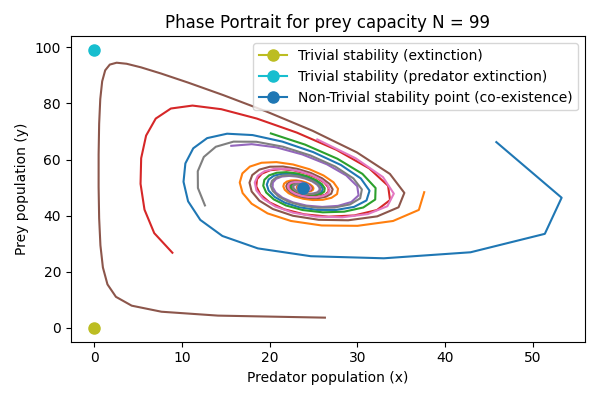 Phase Portrait for prey capacity N = 99
Trivial stability (extinction)
Trivial stability (predator extinction)
Non-Trivial stability point (co-existence)
Prey population (y)
100
80
60
40
20
0
0 10 20 30 40 50
Predator population (x)